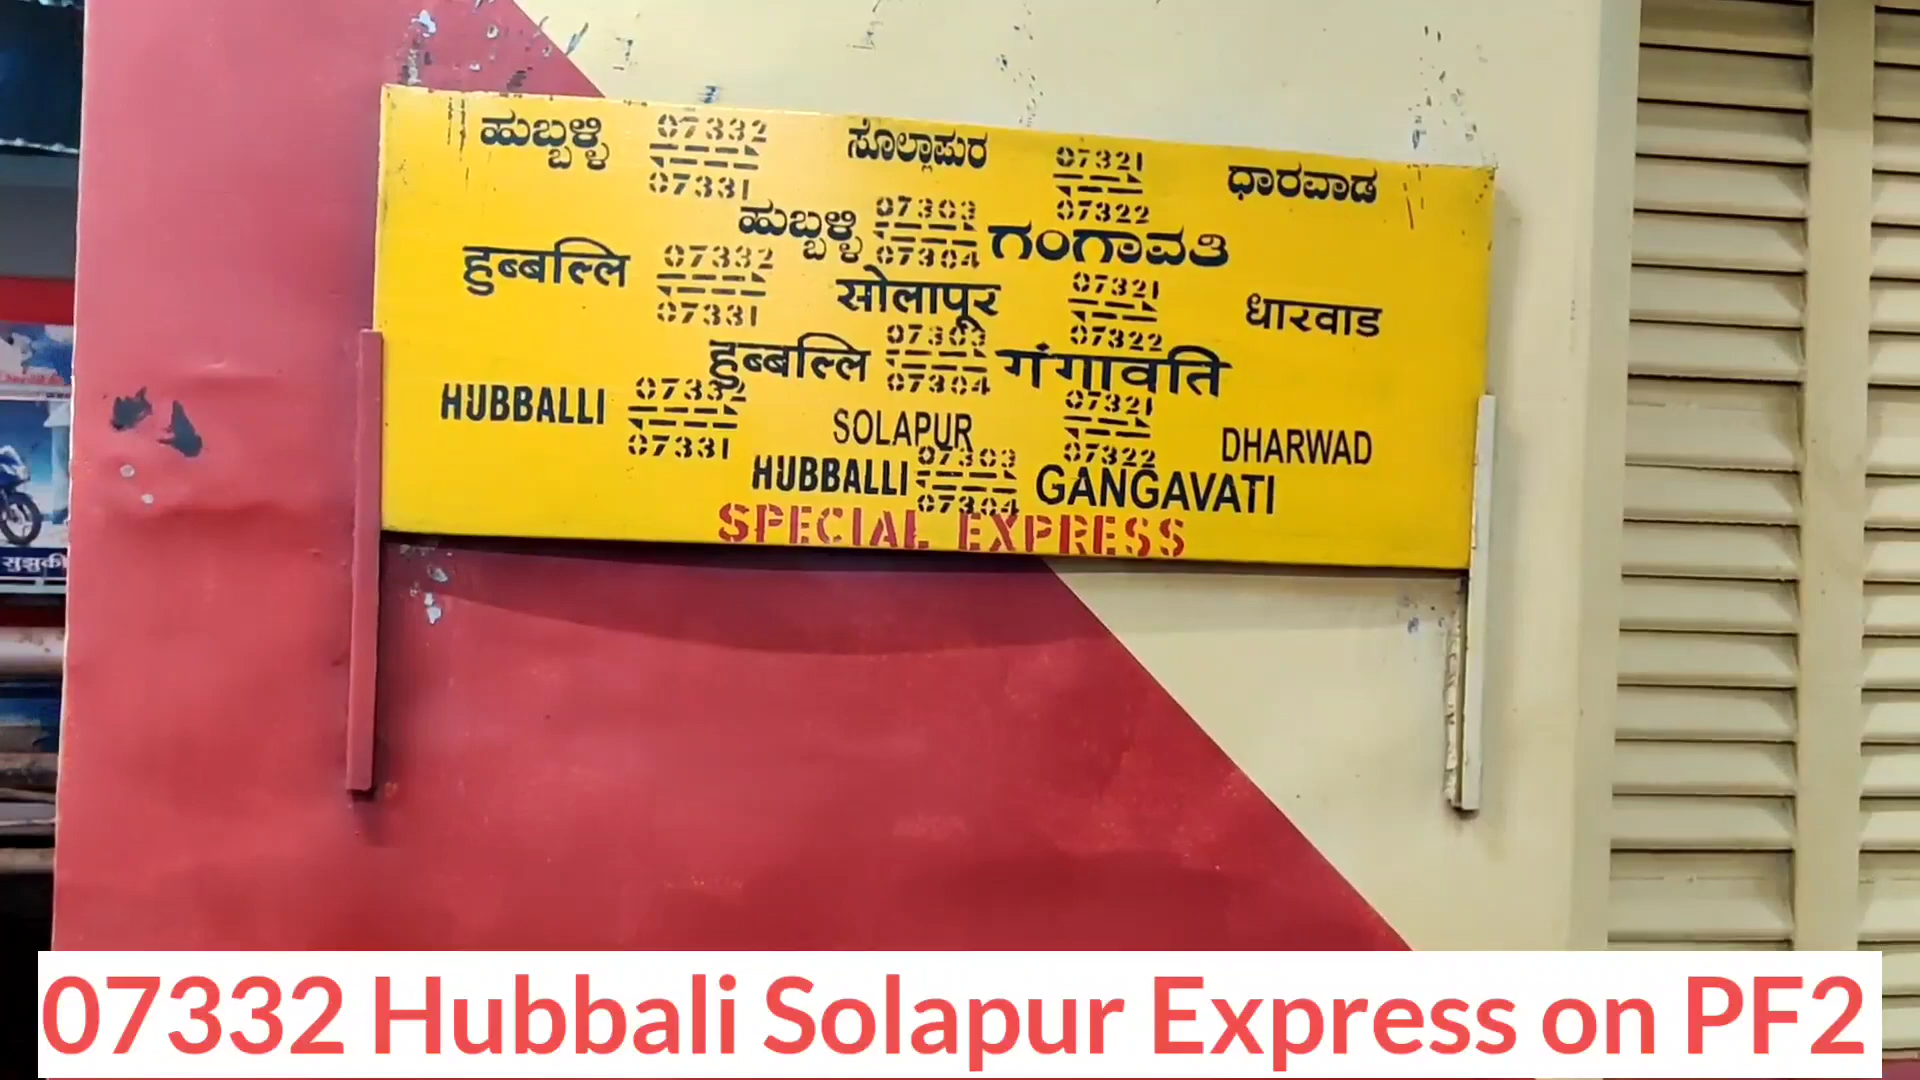 ಹುಬ್ಬಳ್ಳಿ 07332 ಸೊಲ್ಲಾಪುರ 07321 ಧಾರವಾಡ
07331 07322
ಹುಬ್ಬಳ್ಳಿ 07303 ಗಂಗಾವತಿ
07304
हुब्बल्लि 07332 सोलापूर 07321 धारवाड
07331 07322
हुब्बल्लि 07303 गंगावति
07304
HUBBALLI 07332 SOLAPUR 07321 DHARWAD
07331 07322
HUBBALLI 07303 GANGAVATI
07304
SPECIAL EXPRESS
सुझुकी
07332 Hubbali Solapur Express on PF2